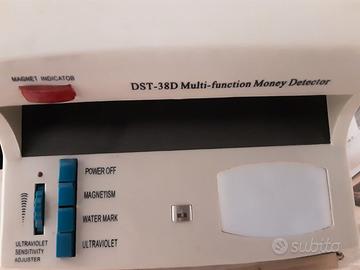 MAGNET INDICATOR
DST-38D Multi-function Money Detector
POWER OFF
MAGNETISM
WATER MARK
ULTRAVIOLET
ULTRAVIOLET
SENSITIVITY
ADJUSTER
subito